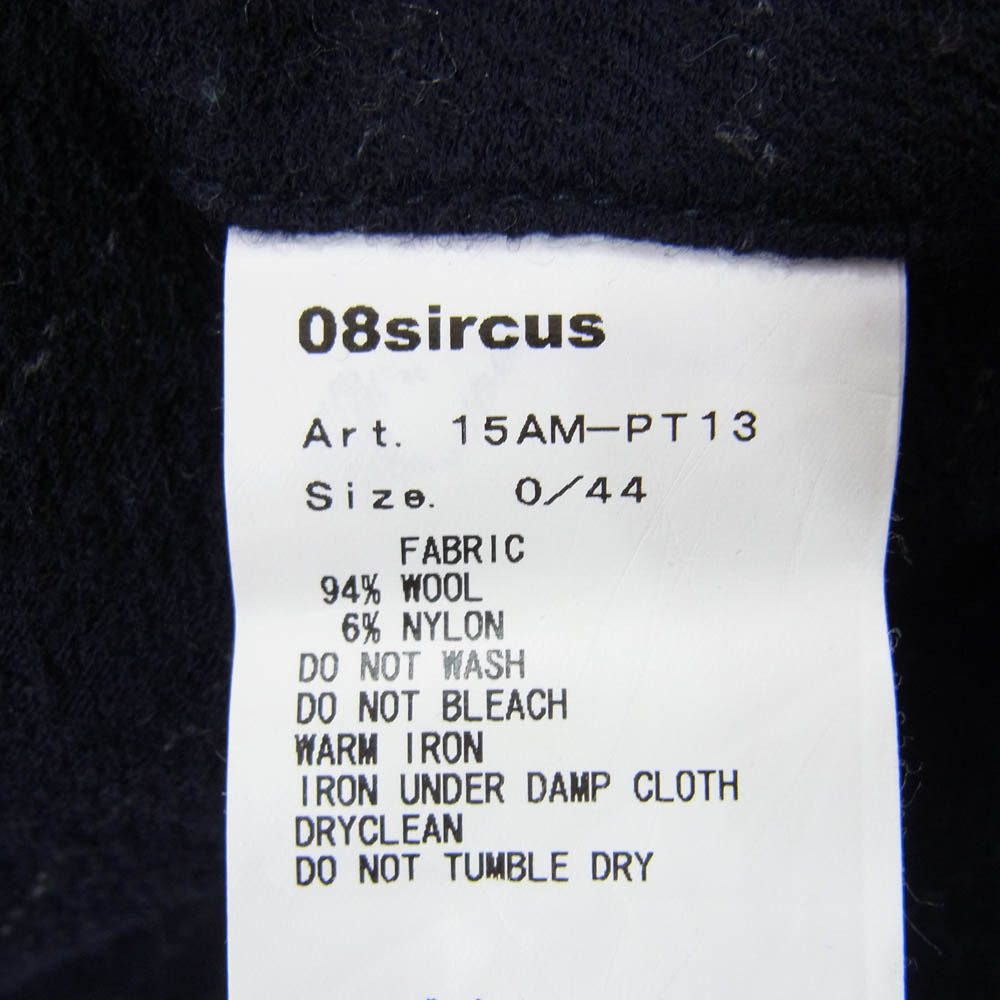 08sircus
Art. 15AM-PT13
Size. 0/44
FABRIC
94% WOOL
6% NYLON
DO NOT WASH
DO NOT BLEACH
WARM IRON
IRON UNDER DAMP CLOTH
DRYCLEAN
DO NOT TUMBLE DRY